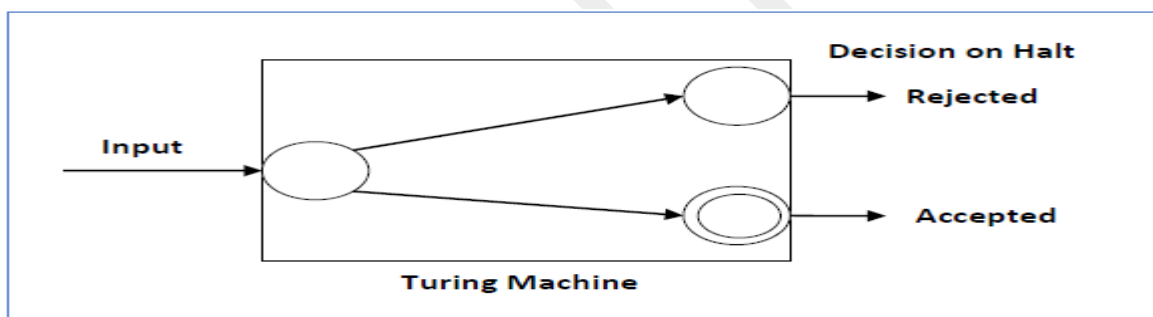 Decision on Halt
Rejected
Input
Accepted
Turing Machine